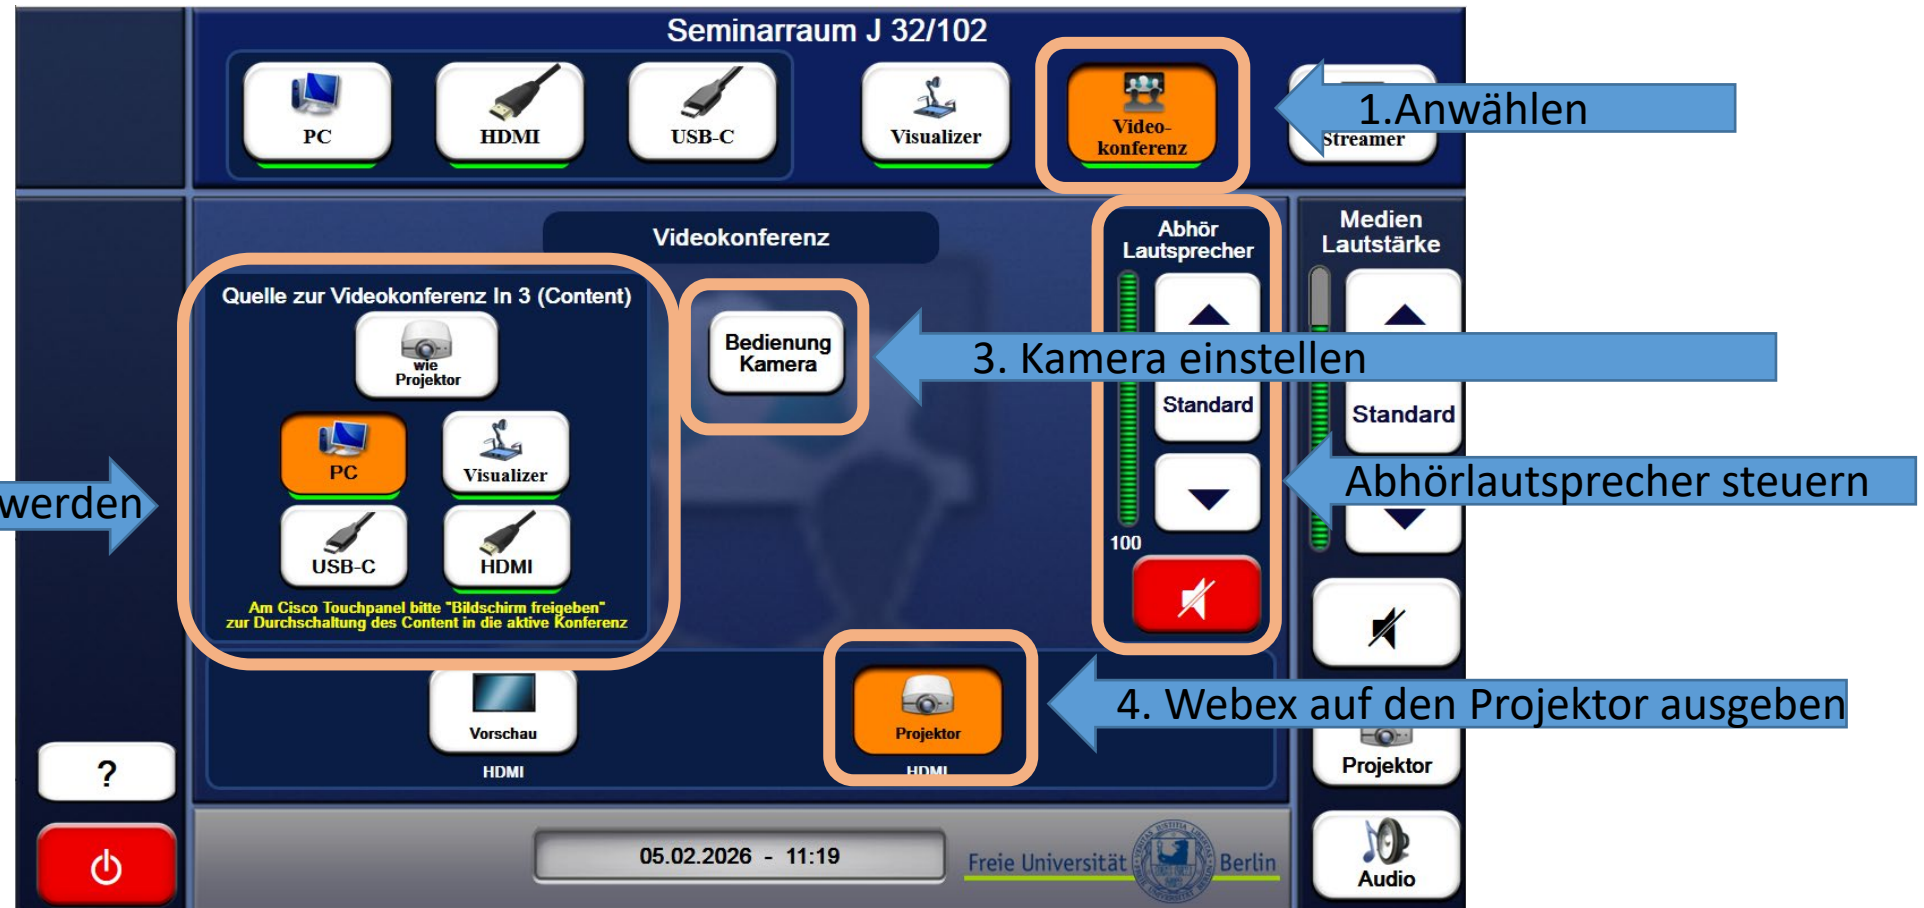 Seminarraum J 32/102
PC
HDMI
USB-C
Visualizer
Video-
konferenz
Streamer
1.Anwählen
Videokonferenz
Quelle zur Videokonferenz In 3 (Content)
wie
Projektor
PC
Visualizer
USB-C
HDMI
Am Cisco Touchpanel bitte "Bildschirm freigeben"
zur Durchschaltung des Content in die aktive Konferenz
werden
Bedienung
Kamera
3. Kamera einstellen
Abhör
Lautsprecher
Standard
100
Medien
Lautstärke
Standard
Abhörlautsprecher steuern
Vorschau
HDMI
Projektor
HDMI
4. Webex auf den Projektor ausgeben
Projektor
Audio
?
05.02.2026 - 11:19
Freie Universität Berlin